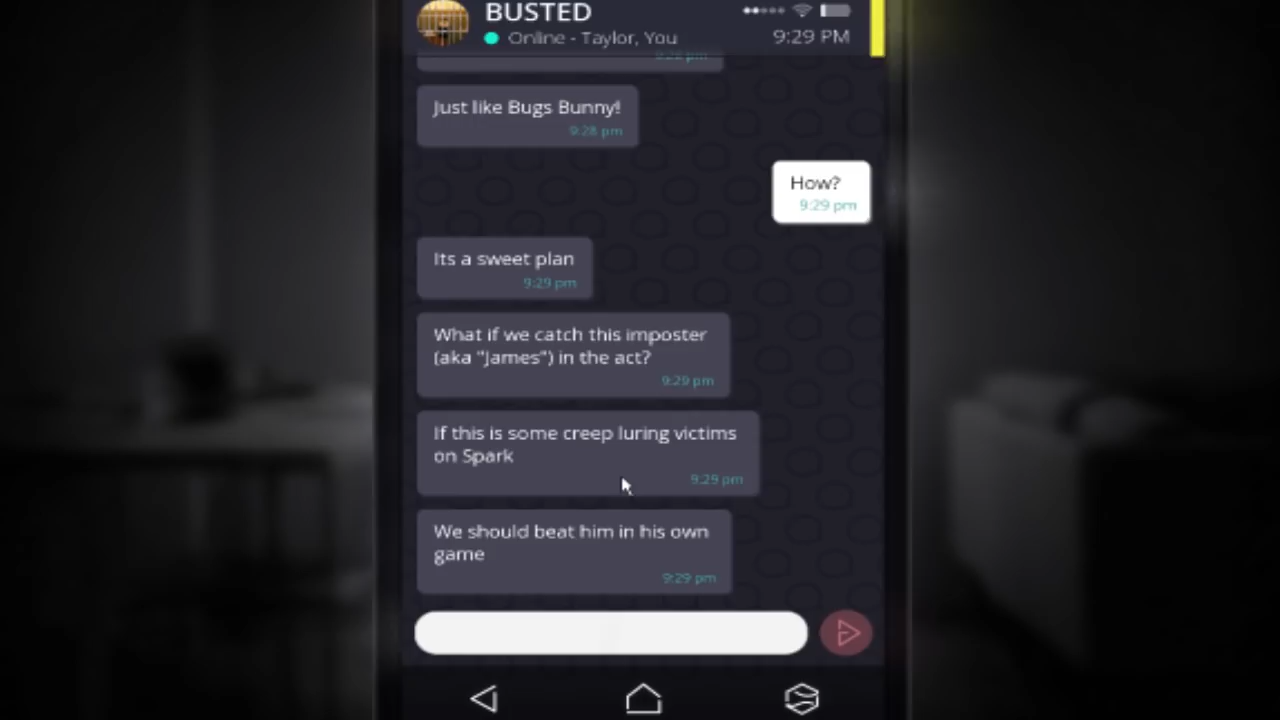 BUSTED
Online - Taylor, You
9:29 PM
9:28 pm
Just like Bugs Bunny!
9:28 pm
How?
9:29 pm
Its a sweet plan
9:29 pm
What if we catch this imposter
(aka "James") in the act?
9:29 pm
If this is some creep luring victims
on Spark
9:29 pm
We should beat him in his own
game
9:29 pm